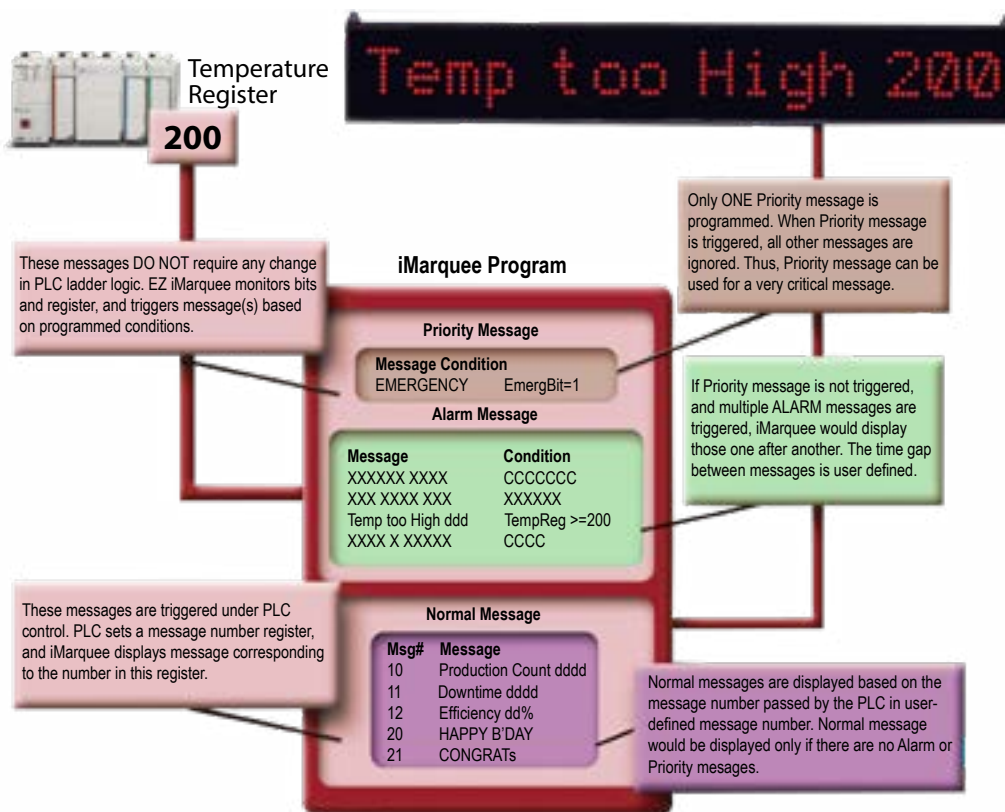 Temperature
Register
200
Temp too High 200
These messages DO NOT require any change
in PLC ladder logic. EZ iMarquee monitors bits
and register, and triggers message(s) based
on programmed conditions.
iMarquee Program
Only ONE Priority message is
programmed. When Priority message
is triggered, all other messages are
ignored. Thus, Priority message can be
used for a very critical message.
Priority Message
Message Condition
EMERGENCY EmergBit=1
Alarm Message
Message Condition
XXXXXX XXXX CCCCCCC
XXX XXXX XXX XXXXXX
Temp too High ddd TempReg >=200
XXXX X XXXXX CCCC
If Priority message is not triggered,
and multiple ALARM messages are
triggered, iMarquee would display
those one after another. The time gap
between messages is user defined.
These messages are triggered under PLC
control. PLC sets a message number register,
and iMarquee displays message corresponding
to the number in this register.
Normal Message
Msg# Message
10 Production Count dddd
11 Downtime dddd
12 Efficiency dd%
20 HAPPY B'DAY
21 CONGRATs
Normal messages are displayed based on the
message number passed by the PLC in user-
defined message number. Normal message
would be displayed only if there are no Alarm or
Priority mesages.